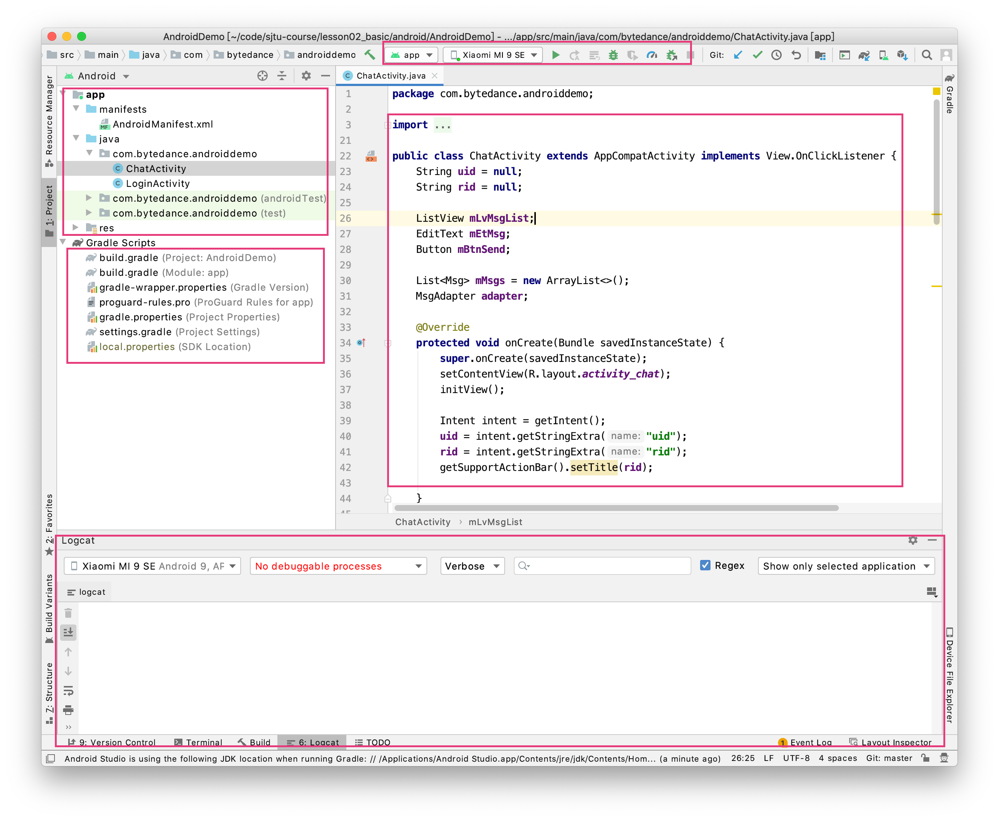 AndroidDemo [~/code/sjtu-course/lesson02_basic/android/AndroidDemo] - .../app/src/main/java/com/bytedance/androiddemo/ChatActivity.java [app]
src main java com bytedance androiddemo app Xiaomi MI 9 SE Git:
Android
ChatActivity.java
Resource Manager
1: Project
2: Favorites
Build Variants
7: Structure
app
manifests
MF AndroidManifest.xml
java
com.bytedance.androiddemo
C ChatActivity
C LoginActivity
com.bytedance.androiddemo (androidTest)
com.bytedance.androiddemo (test)
res
Gradle Scripts
build.gradle (Project: AndroidDemo)
build.gradle (Module: app)
gradle-wrapper.properties (Gradle Version)
proguard-rules.pro (ProGuard Rules for app)
gradle.properties (Project Properties)
settings.gradle (Project Settings)
local.properties (SDK Location)
1 package com.bytedance.androiddemo;
2
3 import ...
21
22 public class ChatActivity extends AppCompatActivity implements View.OnClickListener {
23 String uid = null;
24 String rid = null;
25
26 ListView mLvMsgList;
27 EditText mEtMsg;
28 Button mBtnSend;
29
30 List<Msg> mMsgs = new ArrayList<>();
31 MsgAdapter adapter;
32
33 @Override
34 protected void onCreate(Bundle savedInstanceState) {
35 super.onCreate(savedInstanceState);
36 setContentView(R.layout.activity_chat);
37 initView();
38
39 Intent intent = getIntent();
40 uid = intent.getStringExtra( name: "uid");
41 rid = intent.getStringExtra( name: "rid");
42 getSupportActionBar().setTitle(rid);
43
44 }
45
ChatActivity › mLvMsgList
Gradle
Device File Explorer
Logcat
Xiaomi MI 9 SE Android 9, AP No debuggable processes Verbose Regex Show only selected application
logcat
9: Version Control Terminal Build 6: Logcat TODO 1 Event Log Layout Inspector
Android Studio is using the following JDK location when running Gradle: // /Applications/Android Studio.app/Contents/jre/jdk/Contents/Hom... (a minute ago) 26:25 LF UTF-8 4 spaces Git: master